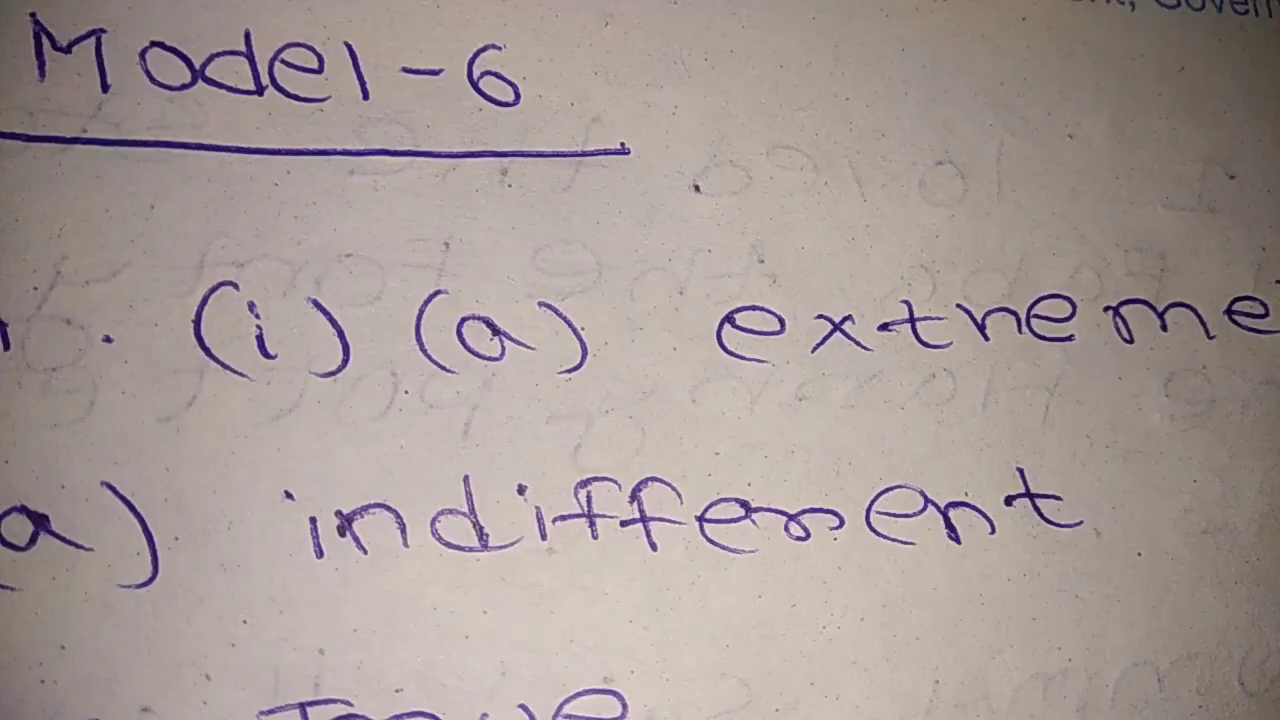 Model-6
. (i) (a) extreme
a) indifferent